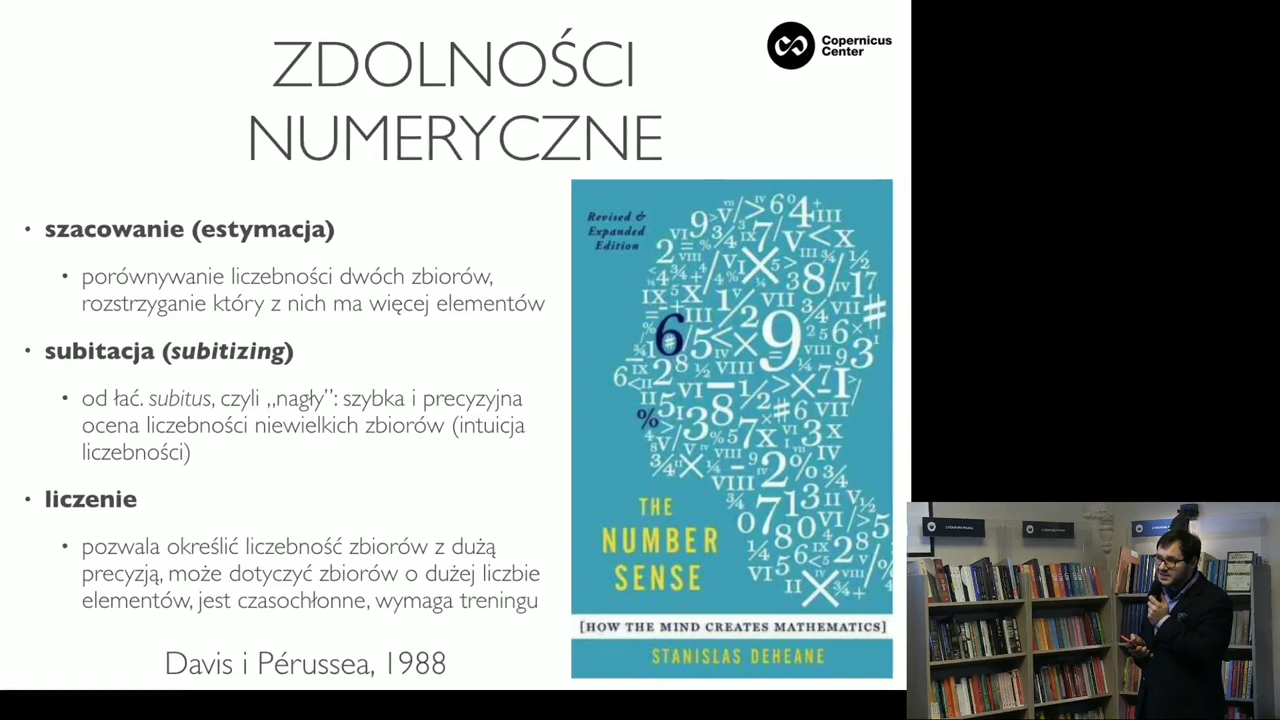 ZDOLNOŚCI
NUMERYCZNE
Copernicus
Center
• szacowanie (estymacja)
• porównywanie liczebności dwóch zbiorów,
rozstrzyganie który z nich ma więcej elementów
• subitacja (subitizing)
• od łać. subitus, czyli „nagły”: szybka i precyzyjna
ocena liczebności niewielkich zbiorów (intuicja
liczebności)
• liczenie
• pozwala określić liczebność zbiorów z dużą
precyzją, może dotyczyć zbiorów o dużej liczbie
elementów, jest czasochłonne, wymaga treningu
Davis i Pérussea, 1988
Revised &
Expanded
Edition
THE
NUMBER
SENSE
[HOW THE MIND CREATES MATHEMATICS]
STANISLAS DEHEANE